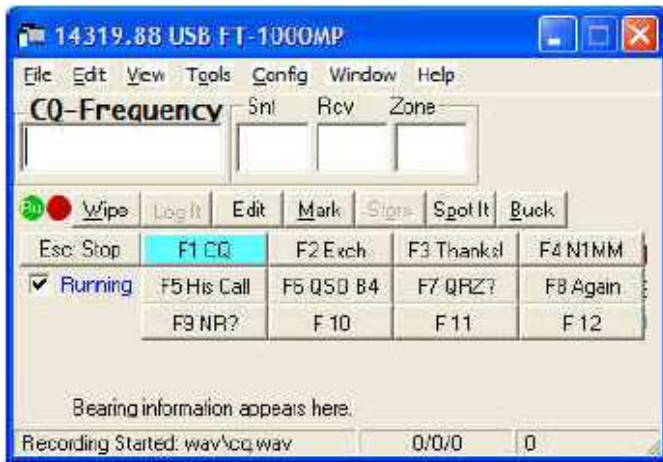 14319.88 USB FT-1000MP
File Edit View Tools Config Window Help
CQ-Frequency Snt Rcv Zone
Ru Wipe Log It Edit Mark Store Spot It Buck
Esc: Stop F1 CQ F2 Exch F3 Thanks! F4 N1MM
Running F5 His Call F6 QSO B4 F7 QRZ? F8 Again
F9 NR? F 10 F 11 F 12
Bearing information appears here.
Recording Started: wav\cq.wav 0/0/0 0